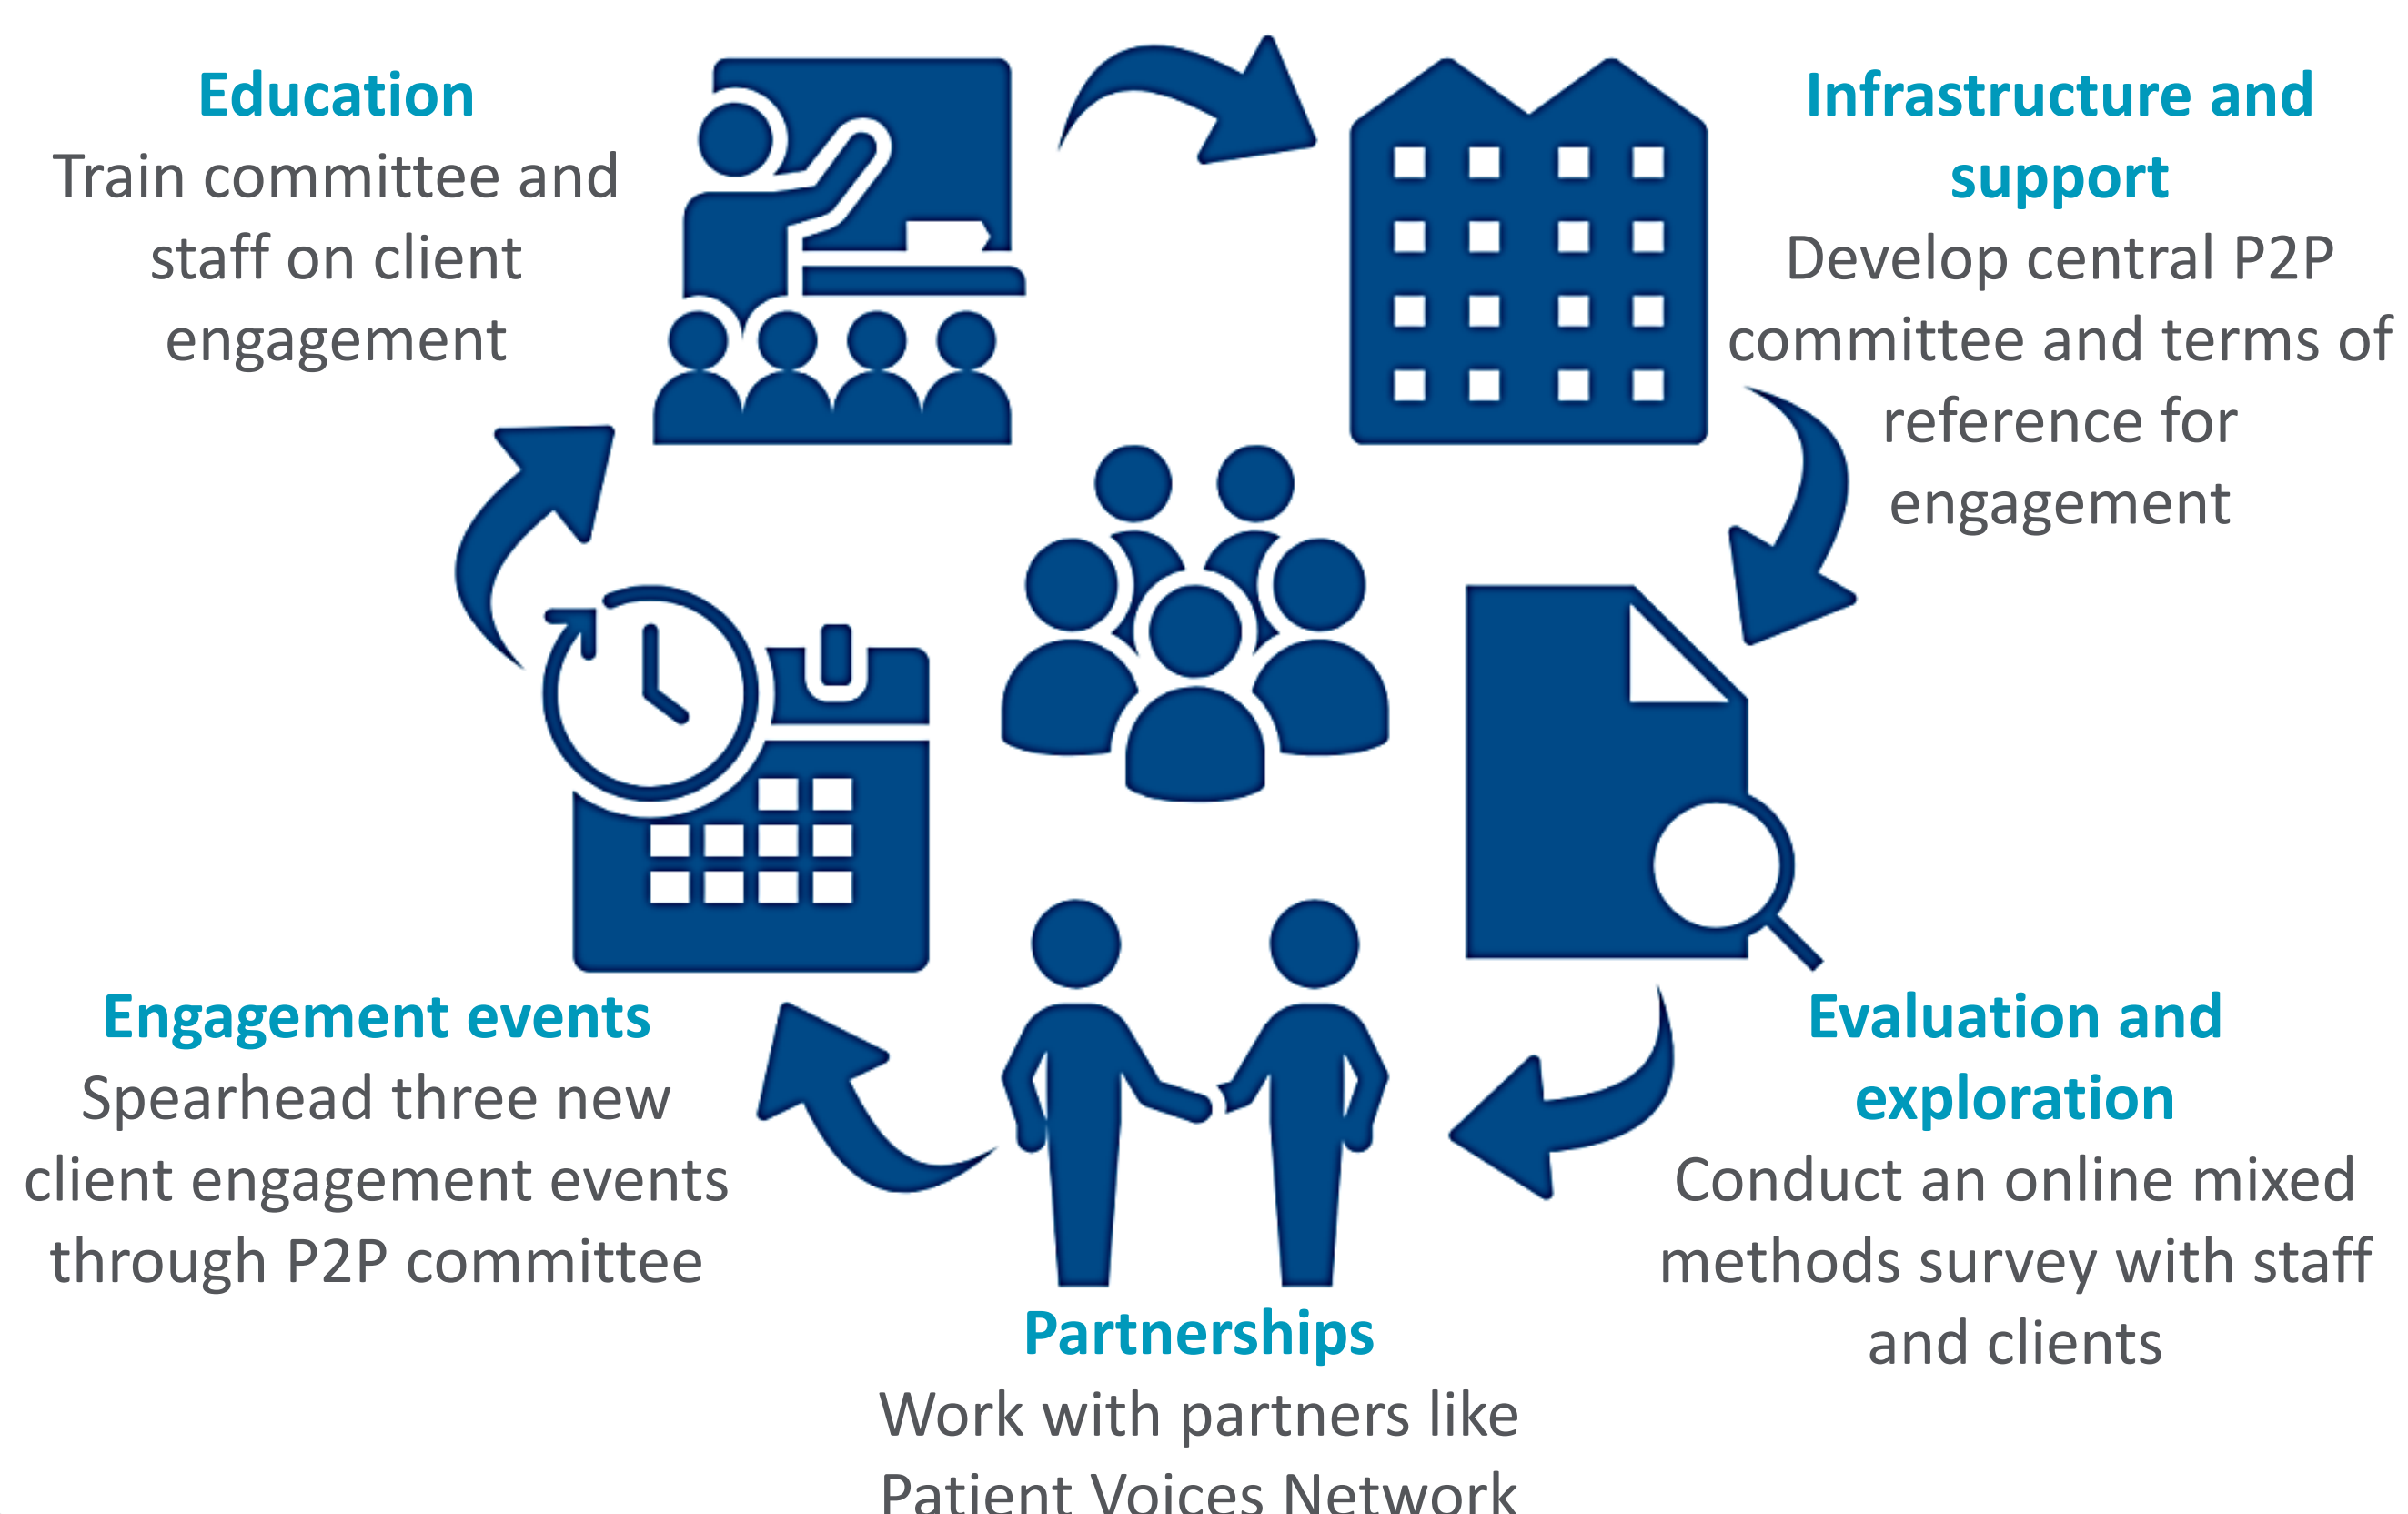 Education
Train committee and
staff on client
engagement
Infrastructure and
support
Develop central P2P
committee and terms of
reference for
engagement
Engagement events
Spearhead three new
client engagement events
through P2P committee
Evaluation and
exploration
Conduct an online mixed
methods survey with staff
and clients
Partnerships
Work with partners like
Patient Voices Network